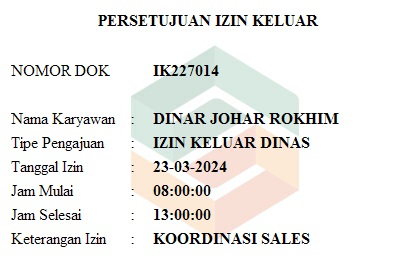 PERSETUJUAN IZIN KELUAR
NOMOR DOK IK227014
Nama Karyawan : DINAR JOHAR ROKHIM
Tipe Pengajuan : IZIN KELUAR DINAS
Tanggal Izin : 23-03-2024
Jam Mulai : 08:00:00
Jam Selesai : 13:00:00
Keterangan Izin : KOORDINASI SALES